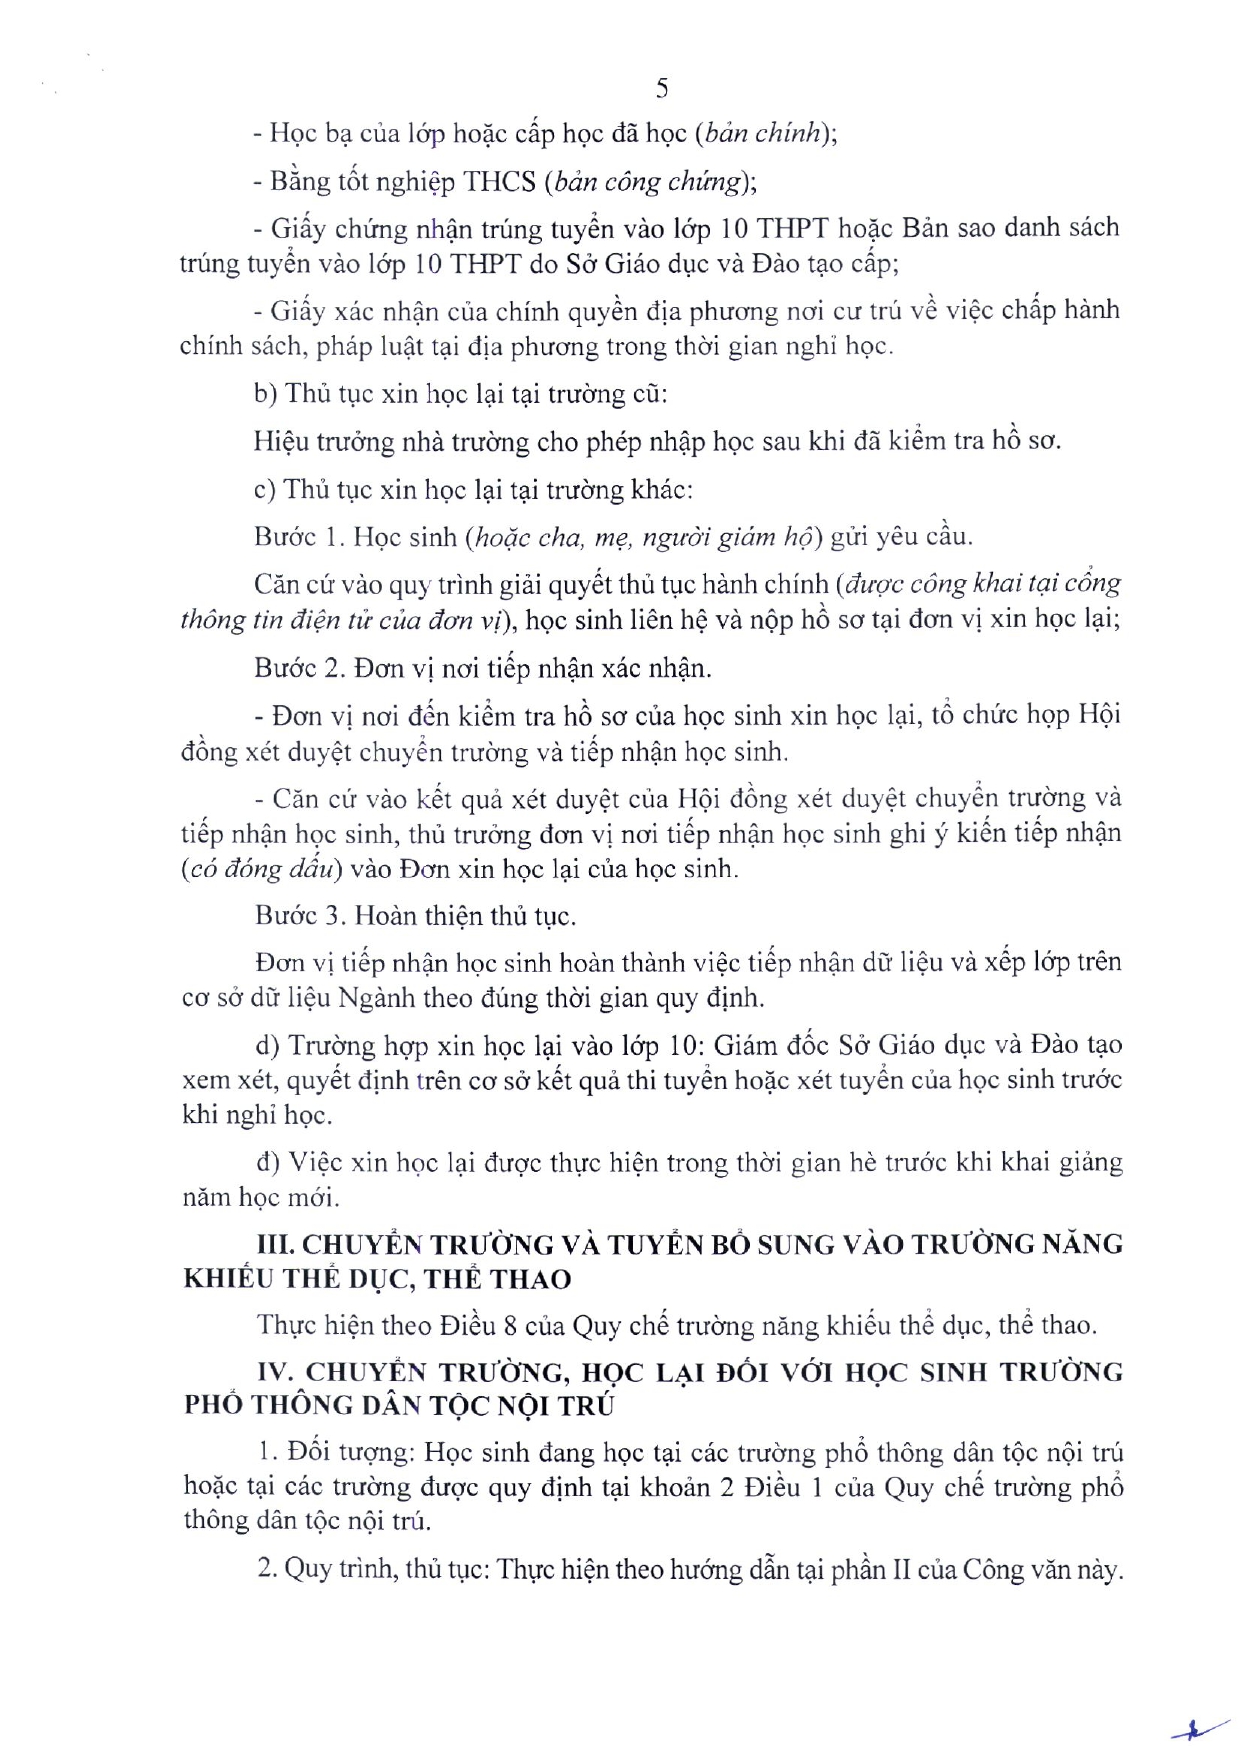 5
- Học bạ của lớp hoặc cấp học đã học (bản chính);
- Bằng tốt nghiệp THCS (bản công chứng);
- Giấy chứng nhận trúng tuyển vào lớp 10 THPT hoặc Bản sao danh sách
trúng tuyển vào lớp 10 THPT do Sở Giáo dục và Đào tạo cấp;
- Giấy xác nhận của chính quyền địa phương nơi cư trú về việc chấp hành
chính sách, pháp luật tại địa phương trong thời gian nghỉ học.
b) Thủ tục xin học lại tại trường cũ:
Hiệu trưởng nhà trường cho phép nhập học sau khi đã kiểm tra hồ sơ.
c) Thủ tục xin học lại tại trường khác:
Bước 1. Học sinh (hoặc cha, mẹ, người giám hộ) gửi yêu cầu.
Căn cứ vào quy trình giải quyết thủ tục hành chính (được công khai tại cổng
thông tin điện tử của đơn vị), học sinh liên hệ và nộp hồ sơ tại đơn vị xin học lại;
Bước 2. Đơn vị nơi tiếp nhận xác nhận.
- Đơn vị nơi đến kiểm tra hồ sơ của học sinh xin học lại, tổ chức họp Hội
đồng xét duyệt chuyển trường và tiếp nhận học sinh.
- Căn cứ vào kết quả xét duyệt của Hội đồng xét duyệt chuyển trường và
tiếp nhận học sinh, thủ trưởng đơn vị nơi tiếp nhận học sinh ghi ý kiến tiếp nhận
(có đóng dấu) vào Đơn xin học lại của học sinh.
Bước 3. Hoàn thiện thủ tục.
Đơn vị tiếp nhận học sinh hoàn thành việc tiếp nhận dữ liệu và xếp lớp trên
cơ sở dữ liệu Ngành theo đúng thời gian quy định.
d) Trường hợp xin học lại vào lớp 10: Giám đốc Sở Giáo dục và Đào tạo
xem xét, quyết định trên cơ sở kết quả thi tuyển hoặc xét tuyển của học sinh trước
khi nghỉ học.
đ) Việc xin học lại được thực hiện trong thời gian hè trước khi khai giảng
năm học mới.
III. CHUYỂN TRƯỜNG VÀ TUYỂN BỔ SUNG VÀO TRƯỜNG NĂNG
KHIẾU THỂ DỤC, THỂ THAO
Thực hiện theo Điều 8 của Quy chế trường năng khiếu thể dục, thể thao.
IV. CHUYỂN TRƯỜNG, HỌC LẠI ĐỐI VỚI HỌC SINH TRƯỜNG
PHỔ THÔNG DÂN TỘC NỘI TRÚ
1. Đối tượng: Học sinh đang học tại các trường phổ thông dân tộc nội trú
hoặc tại các trường được quy định tại khoản 2 Điều 1 của Quy chế trường phổ
thông dân tộc nội trú.
2. Quy trình, thủ tục: Thực hiện theo hướng dẫn tại phần II của Công văn này.